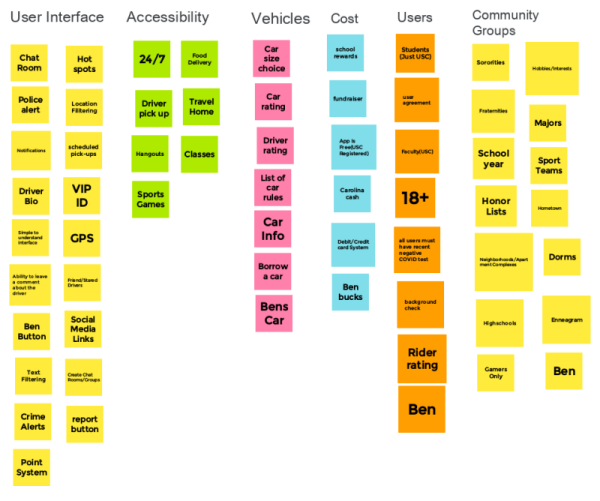 User Interface
Chat
Room
Hot
spots
Police
alert
Location
Filtering
Notifications
scheduled
pick-ups
Driver
Bio
VIP
ID
Simple to
understand
interface
GPS
Ability to leave
a comment
about the
driver
Friend/Stared
Drivers
Ben
Button
Social
Media
Links
Text
Filtering
Create Chat
Rooms/Groups
Crime
Alerts
report
button
Point
System
Accessibility
24/7
Food
Delivery
Driver
pick up
Travel
Home
Hangouts
Classes
Sports
Games
Vehicles
Car
size
choice
Car
rating
Driver
rating
List of
car
rules
Car
Info
Borrow
a car
Bens
Car
Cost
school
rewards
fundraiser
App is
Free(USC
Registered)
Carolina
cash
Debit/Credit
card System
Ben
bucks
Users
Students
(Just USC)
user
agreement
Faculty(USC)
18+
all users must
have recent
negative
COVID test
background
check
Rider
rating
Ben
Community
Groups
Sororities
Hobbies/Interests
Fraternities
Majors
School
year
Sport
Teams
Honor
Lists
Hometown
Neighborhoods/Apart
ment Complexes
Dorms
Highschools
Enneagram
Gamers
Only
Ben